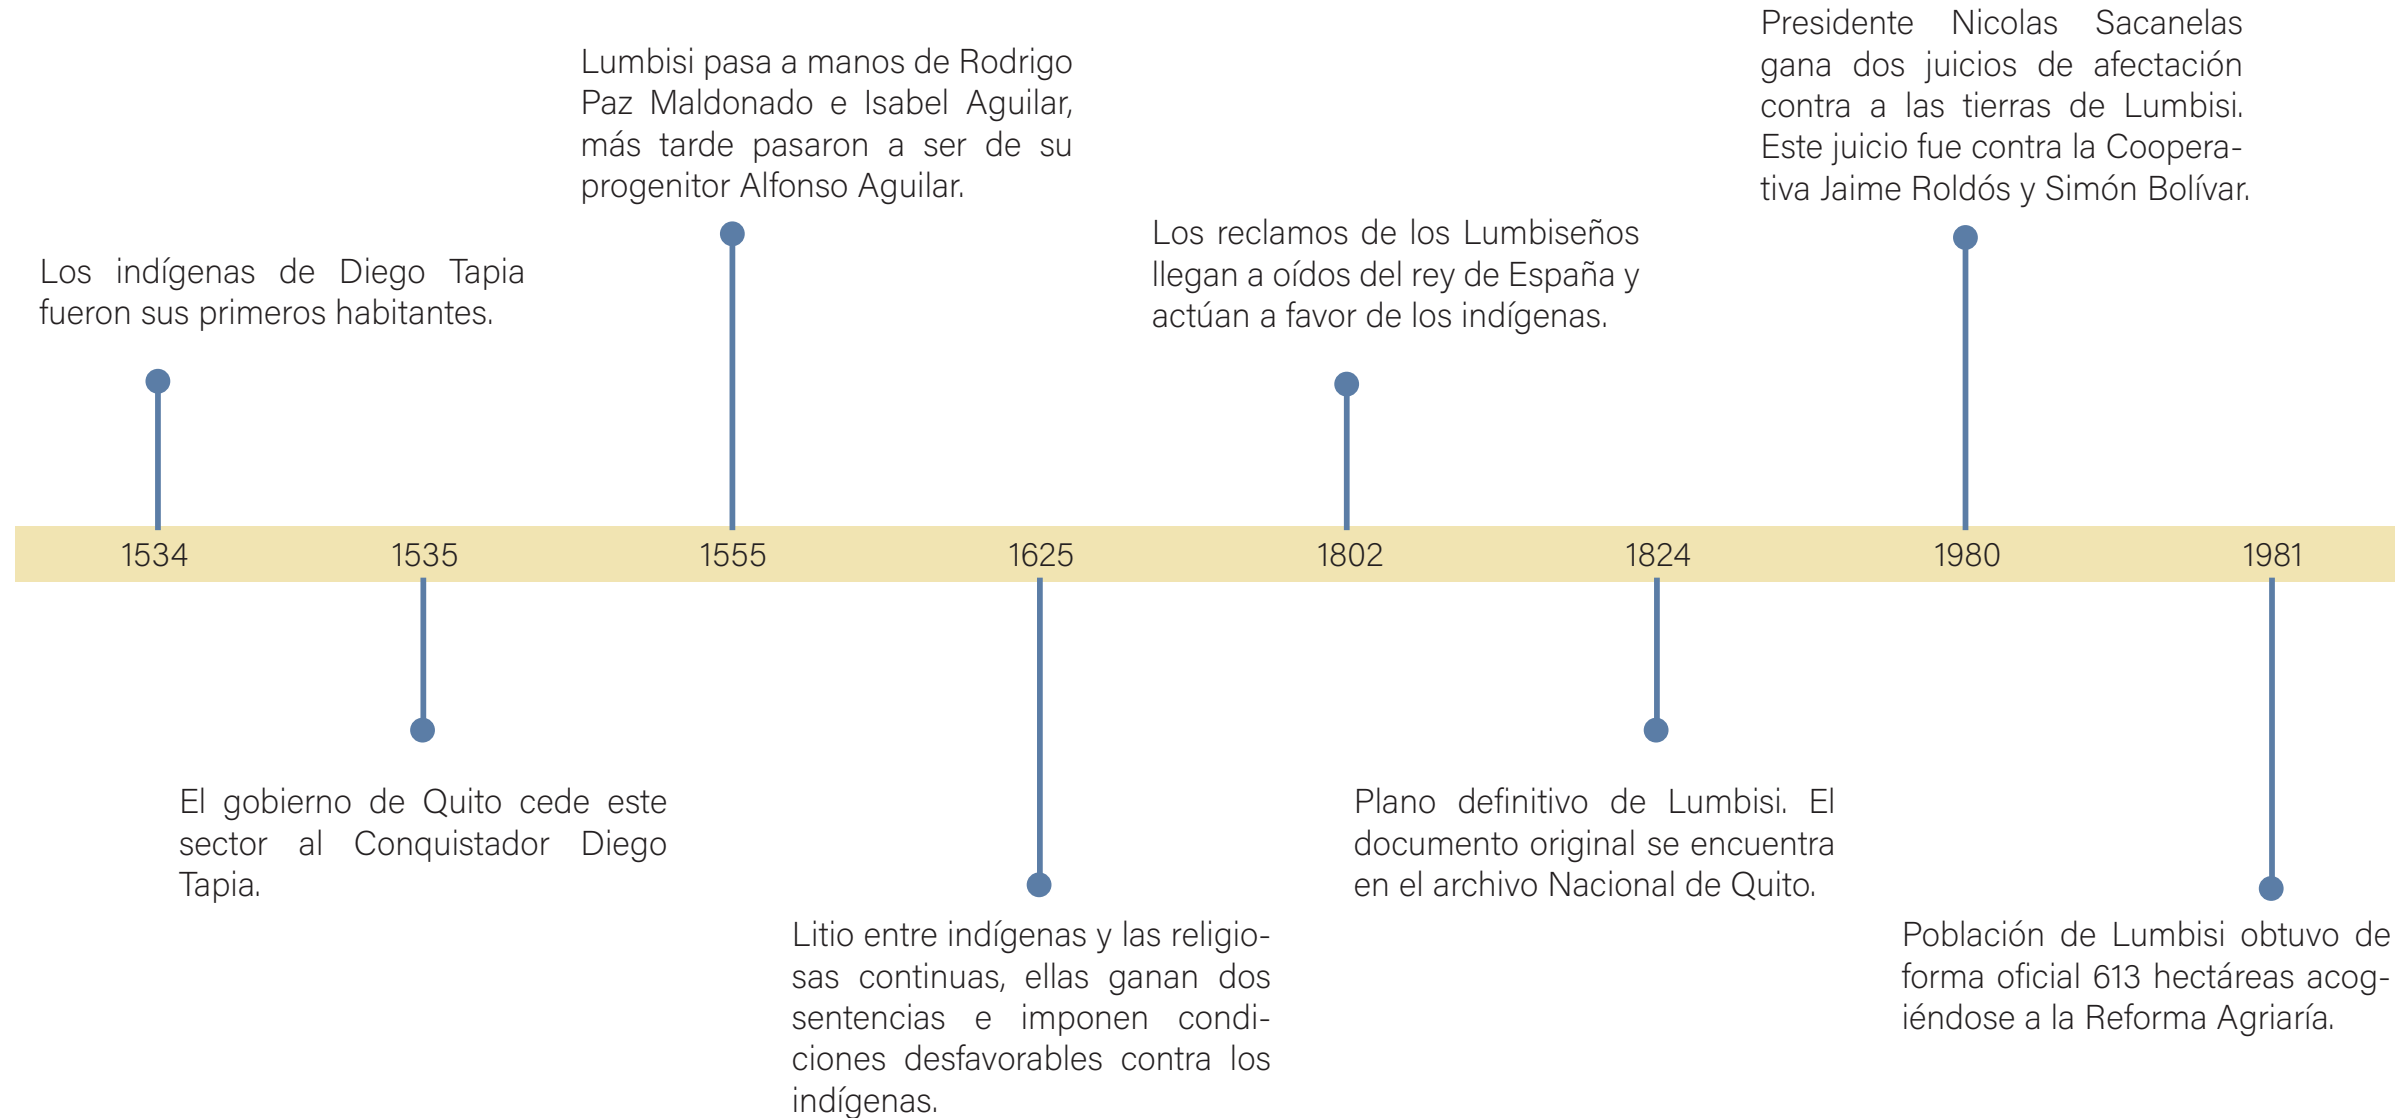 Los indígenas de Diego Tapia
fueron sus primeros habitantes.
1534
1535
El gobierno de Quito cede este
sector al Conquistador Diego
Tapia.
Lumbisi pasa a manos de Rodrigo
Paz Maldonado e Isabel Aguilar,
más tarde pasaron a ser de su
progenitor Alfonso Aguilar.
1555
1625
Litio entre indígenas y las religio-
sas continuas, ellas ganan dos
sentencias e imponen condi-
ciones desfavorables contra los
indígenas.
Los reclamos de los Lumbiseños
llegan a oídos del rey de España y
actúan a favor de los indígenas.
1802
1824
Plano definitivo de Lumbisi. El
documento original se encuentra
en el archivo Nacional de Quito.
Presidente Nicolas Sacanelas
gana dos juicios de afectación
contra a las tierras de Lumbisi.
Este juicio fue contra la Coopera-
tiva Jaime Roldós y Simón Bolívar.
1980
1981
Población de Lumbisi obtuvo de
forma oficial 613 hectáreas acog-
iéndose a la Reforma Agriaría.